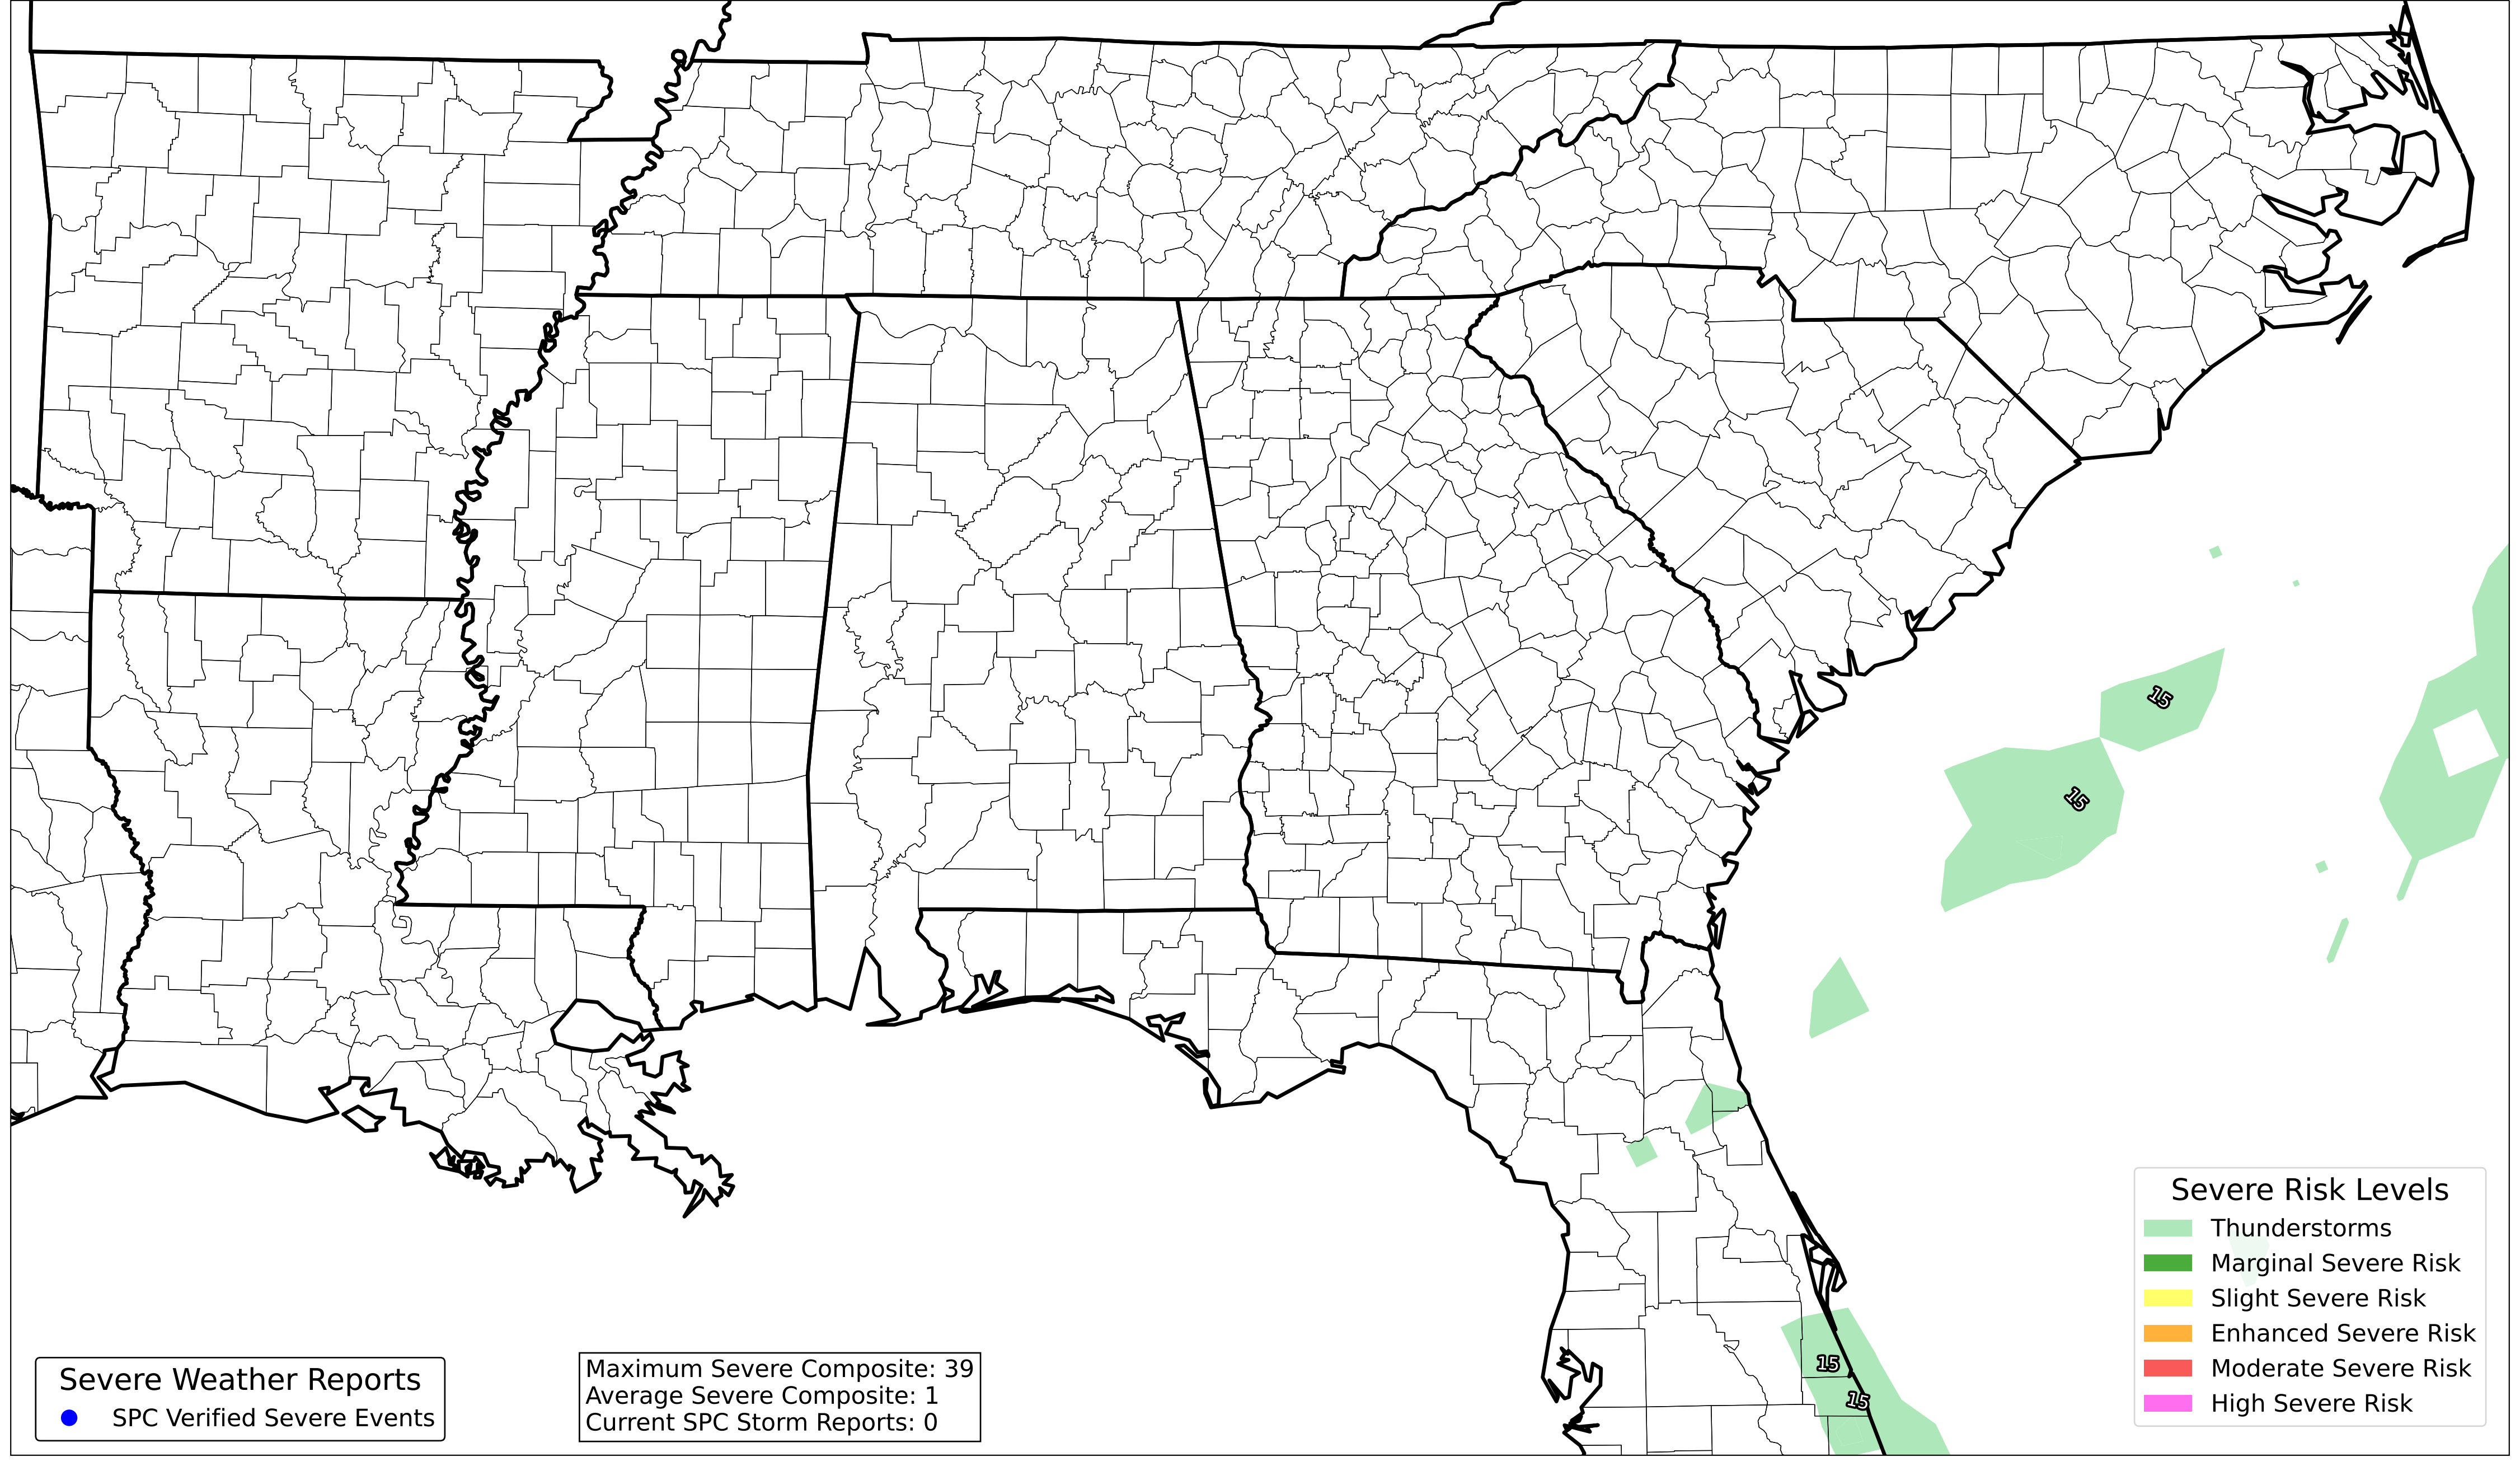 15
15
15
15
Severe Risk Levels
Thunderstorms
Marginal Severe Risk
Slight Severe Risk
Enhanced Severe Risk
Moderate Severe Risk
High Severe Risk
Severe Weather Reports
SPC Verified Severe Events
Maximum Severe Composite: 39
Average Severe Composite: 1
Current SPC Storm Reports: 0